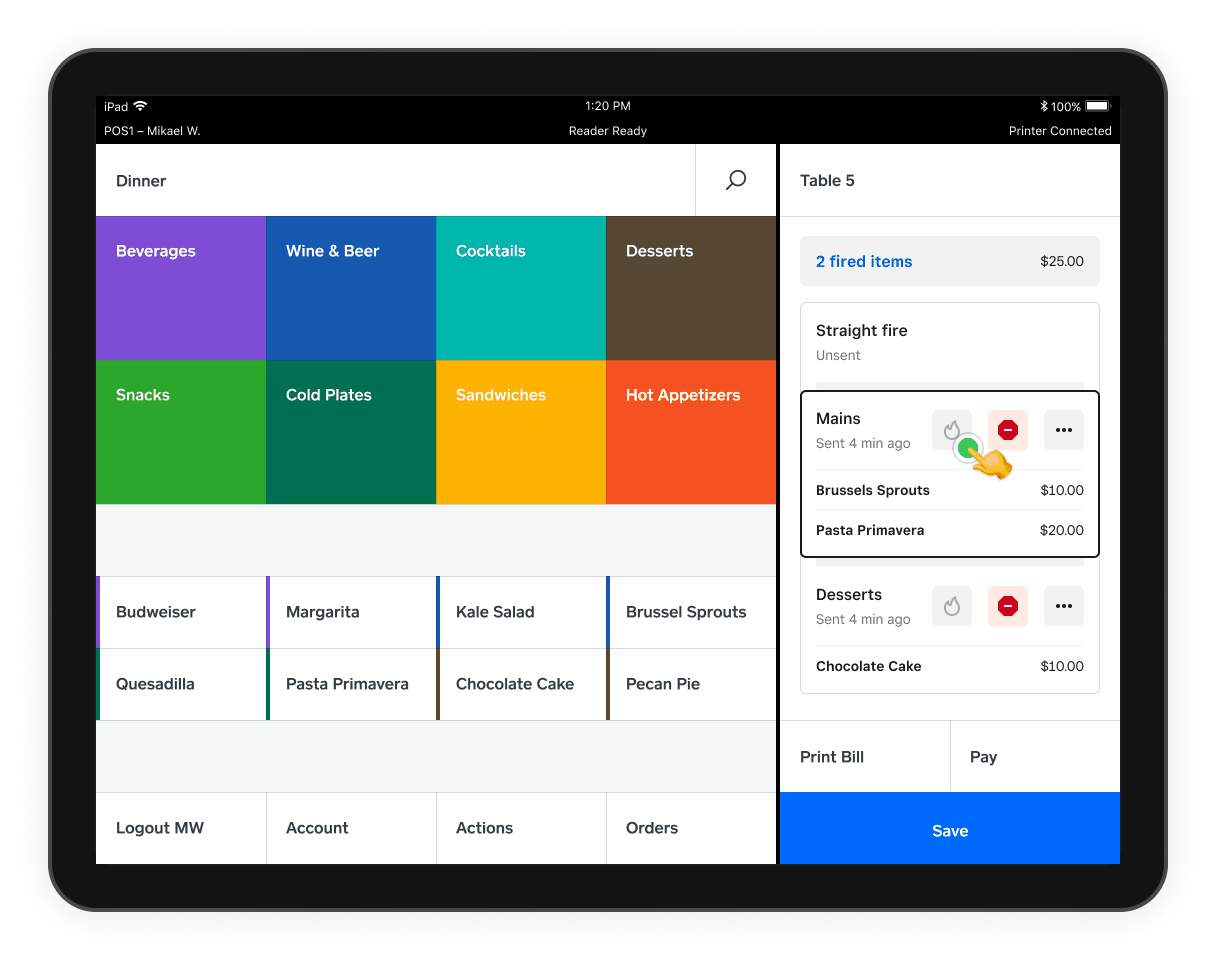 iPad 1:20 PM 100%
POS1 – Mikael W. Reader Ready Printer Connected
Dinner
Beverages Wine & Beer Cocktails Desserts
Snacks Cold Plates Sandwiches Hot Appetizers
Budweiser Margarita Kale Salad Brussel Sprouts
Quesadilla Pasta Primavera Chocolate Cake Pecan Pie
Logout MW Account Actions Orders
Table 5
2 fired items $25.00
Straight fire
Unsent
Mains
Sent 4 min ago
Brussels Sprouts $10.00
Pasta Primavera $20.00
Desserts
Sent 4 min ago
Chocolate Cake $10.00
Print Bill Pay
Save